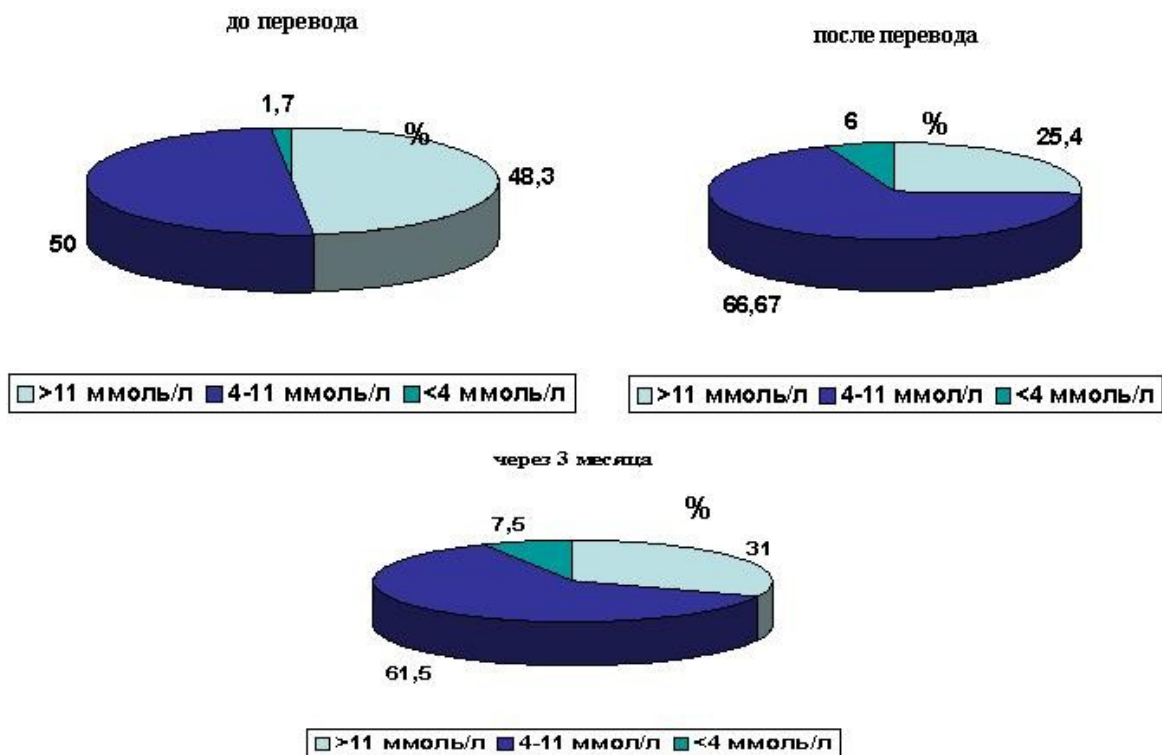 до перевода
после перевода
1,7
%
48,3
50
6
%
25,4
66,67
>11 ммоль/л 4-11 ммоль/л <4 ммоль/л
>11 ммоль/л 4-11 ммол/л <4 ммоль/л
через 3 месяца
7,5
%
31
61,5
>11 ммоль/л 4-11 ммол/л <4 ммоль/л